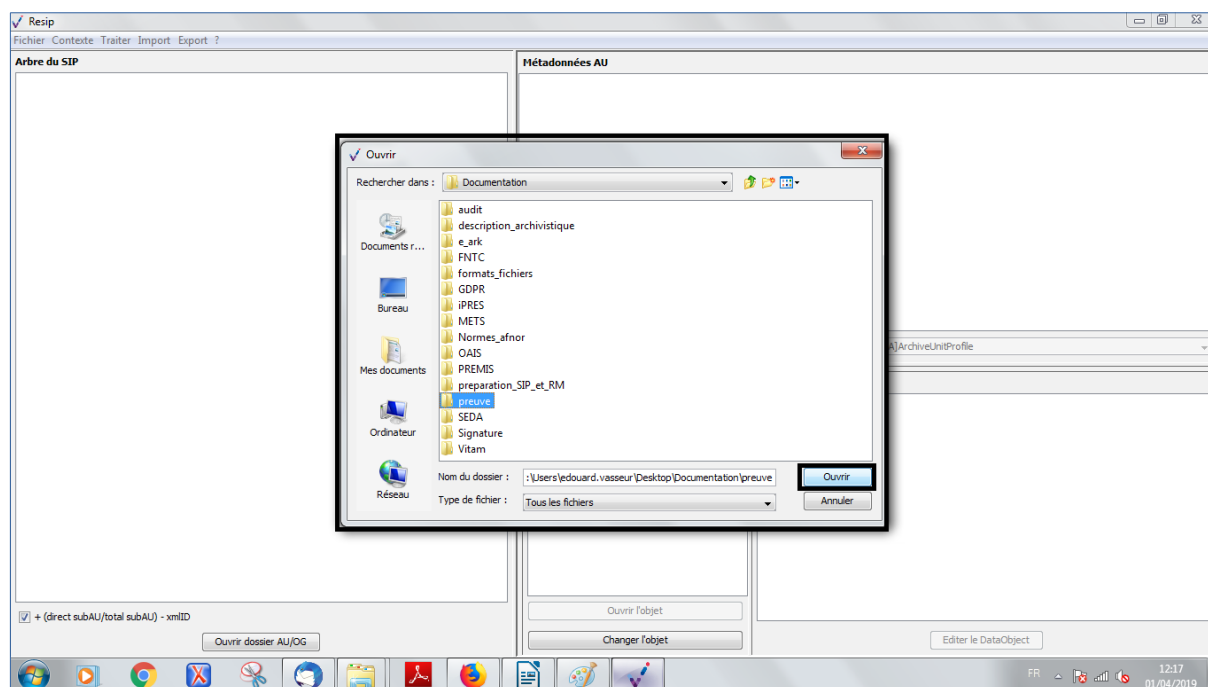 Resip
Fichier Contexte Traiter Import Export ?
Arbre du SIP
Métadonnées AU
Ouvrir
Rechercher dans :
Documentation
Documents r...
Bureau
Mes documents
Ordinateur
Réseau
audit
description_archivistique
e_ark
FNTC
formats_fichiers
GDPR
iPRES
METS
Normes_afnor
OAIS
PREMIS
preparation_SIP_et_RM
preuve
SEDA
Signature
Vitam
Nom du dossier :
:\Users\edouard.vasseur\Desktop\Documentation\preuve
Ouvrir
Type de fichier :
Tous les fichiers
Annuler
A]ArchiveUnitProfile
+ (direct subAU/total subAU) - xmlID
Ouvrir dossier AU/OG
Ouvrir l'objet
Changer l'objet
Editer le DataObject
FR
12:17
01/04/2019